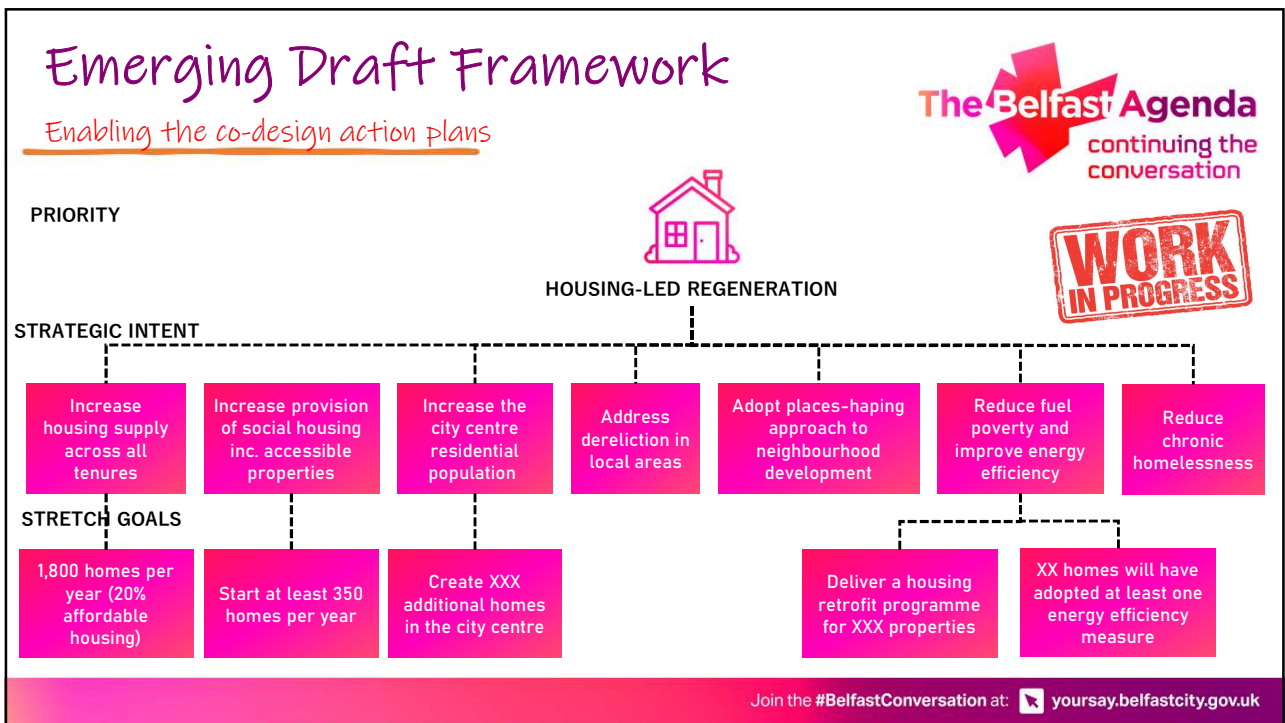 Emerging Draft Framework
Enabling the co-design action plans
The Belfast Agenda
continuing the
conversation
PRIORITY
WORK
IN PROGRESS
HOUSING-LED REGENERATION
STRATEGIC INTENT
Increase
housing supply
across all
tenures
Increase provision
of social housing
inc. accessible
properties
Increase the
city centre
residential
population
Address
dereliction in
local areas
Adopt places-haping
approach to
neighbourhood
development
Reduce fuel
poverty and
improve energy
efficiency
Reduce
chronic
homelessness
STRETCH GOALS
1,800 homes per
year (20%
affordable
housing)
Start at least 350
homes per year
Create XXX
additional homes
in the city centre
Deliver a housing
retrofit programme
for XXX properties
XX homes will have
adopted at least one
energy efficiency
measure
Join the #BelfastConversation at: yoursay.belfastcity.gov.uk